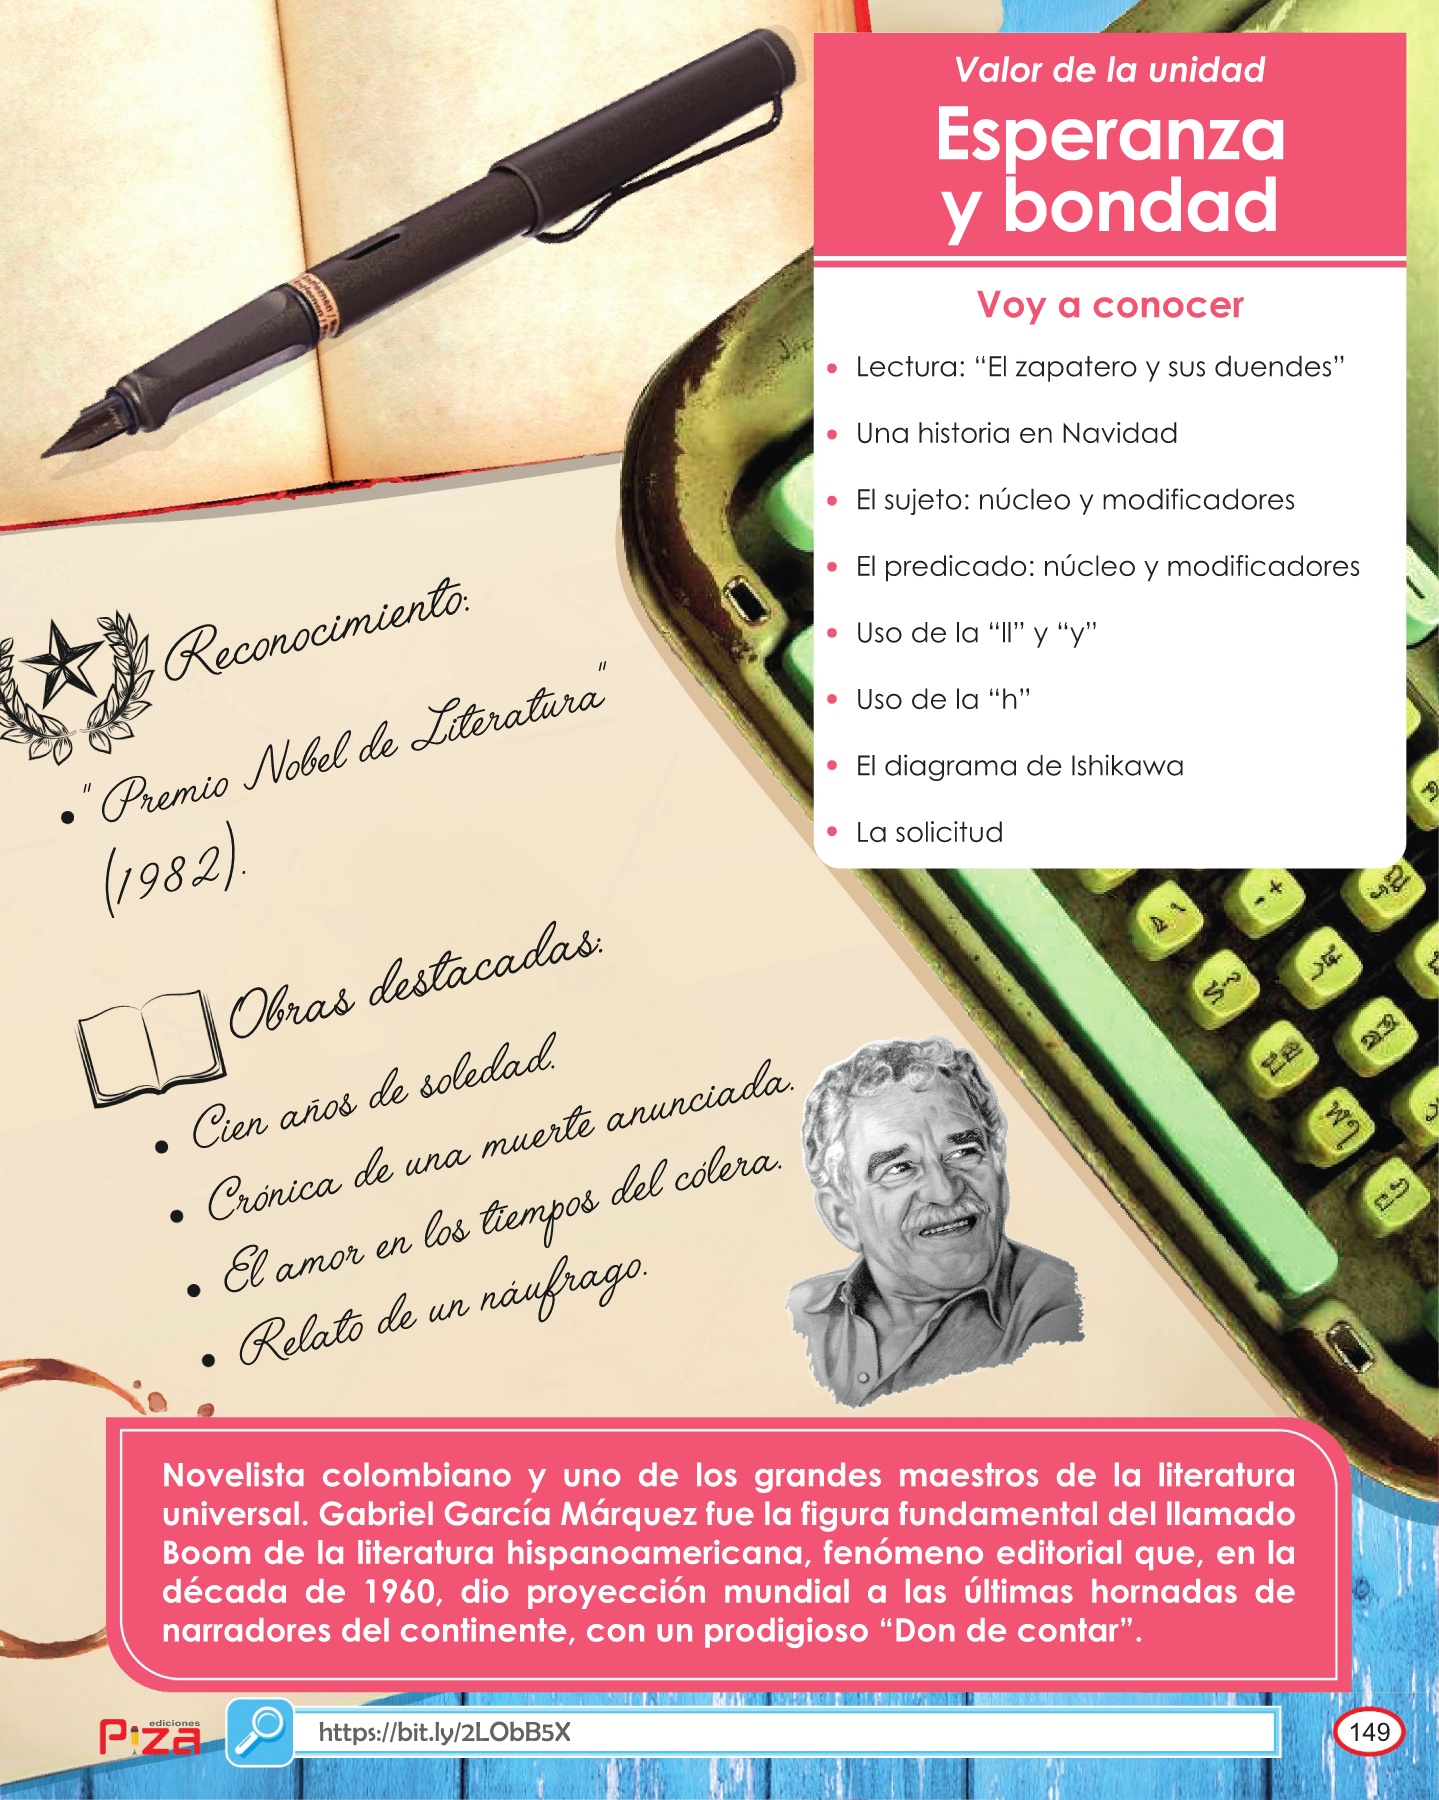 Valor de la unidad
Esperanza
y bondad
Voy a conocer
• Lectura: “El zapatero y sus duendes”
• Una historia en Navidad
• El sujeto: núcleo y modificadores
• El predicado: núcleo y modificadores
• Uso de la “ll” y “y”
• Uso de la “h”
• El diagrama de Ishikawa
• La solicitud
Reconocimiento:
• " Premio Nobel de Literatura"
(1982).
Obras destacadas:
• Cien años de soledad.
• Crónica de una muerte anunciada.
• El amor en los tiempos del cólera.
• Relato de un náufrago.
Novelista colombiano y uno de los grandes maestros de la literatura
universal. Gabriel García Márquez fue la figura fundamental del llamado
Boom de la literatura hispanoamericana, fenómeno editorial que, en la
década de 1960, dio proyección mundial a las últimas hornadas de
narradores del continente, con un prodigioso “Don de contar”.
ediciones
Piza
https://bit.ly/2LObB5X
149